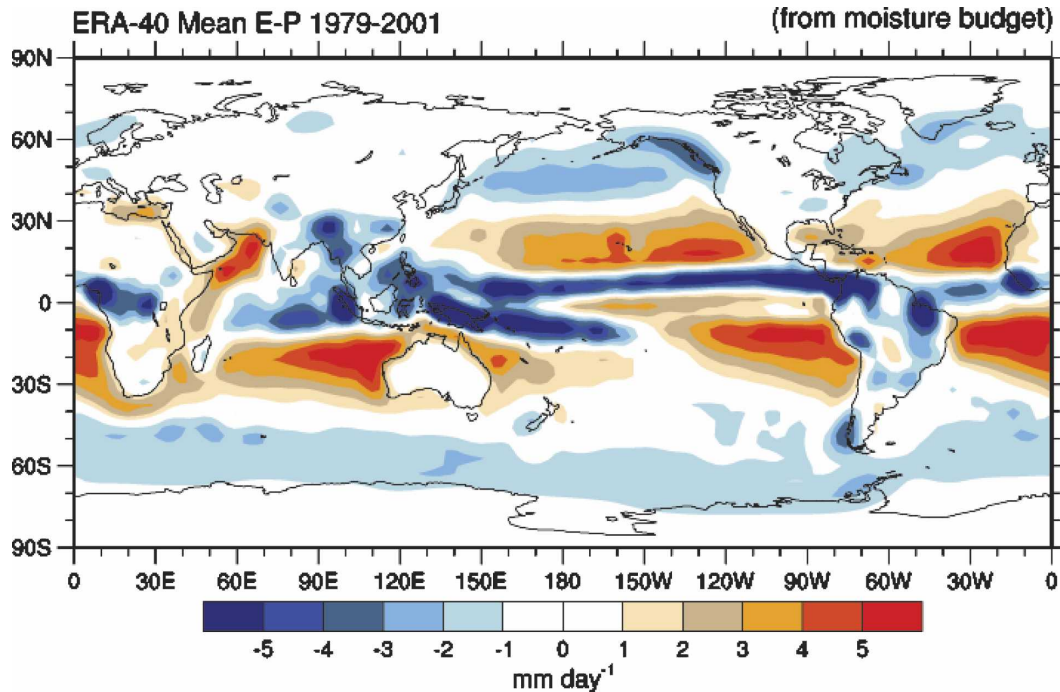 ERA-40 Mean E-P 1979-2001 (from moisture budget)
90N
60N
30N
0
30S
60S
90S
0 30E 60E 90E 120E 150E 180 150W 120W 90W 60W 30W 0
-5 -4 -3 -2 -1 0 1 2 3 4 5
mm day⁻¹